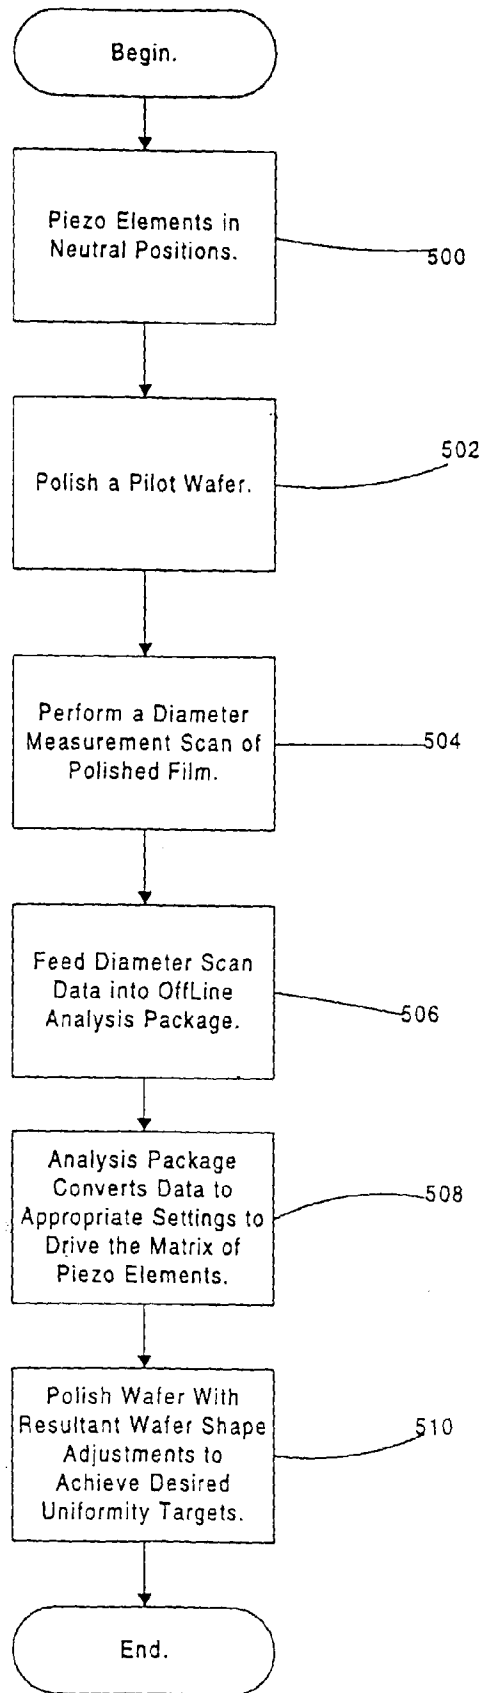 Begin.
Piezo Elements in
Neutral Positions.
500
Polish a Pilot Wafer.
502
Perform a Diameter
Measurement Scan of
Polished Film.
504
Feed Diameter Scan
Data into OffLine
Analysis Package.
506
Analysis Package
Converts Data to
Appropriate Settings to
Drive the Matrix of
Piezo Elements.
508
Polish Wafer With
Resultant Wafer Shape
Adjustments to
Achieve Desired
Uniformity Targets.
510
End.